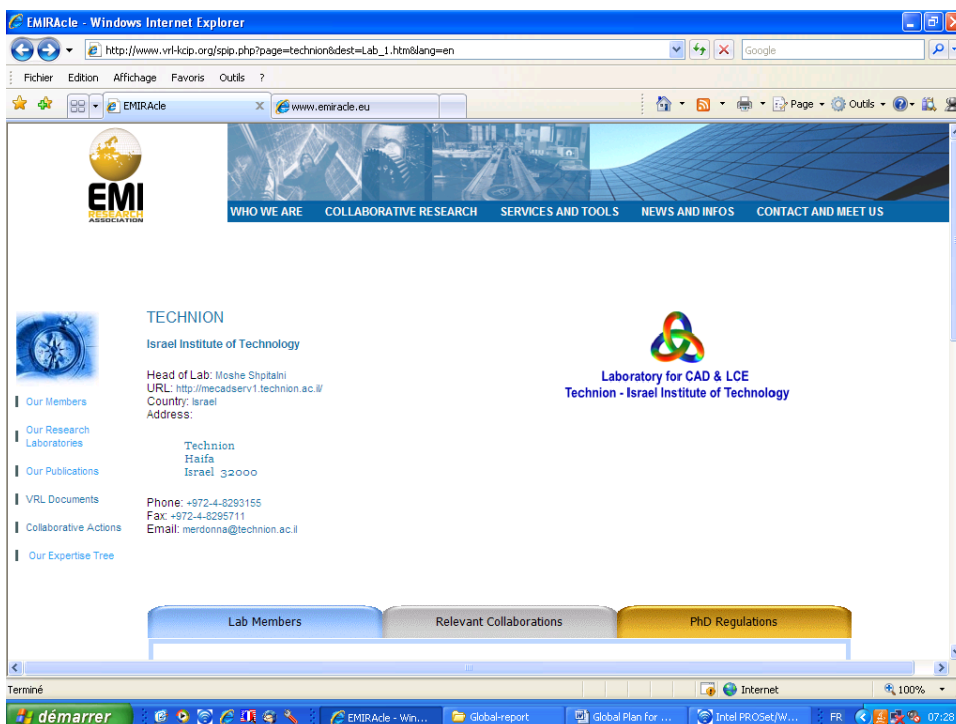 EMIRAcle - Windows Internet Explorer
http://www.vrl-kcip.org/spip.php?page=technion&dest=Lab_1.htm&lang=en
Google
Fichier Edition Affichage Favoris Outils ?
EMIRAcle
www.emiracle.eu
Page
Outils
EMI
RESEARCH
ASSOCIATION
WHO WE ARE COLLABORATIVE RESEARCH SERVICES AND TOOLS NEWS AND INFOS CONTACT AND MEET US
TECHNION
Israel Institute of Technology
Head of Lab: Moshe Shpitalni
URL: http://mecadserv1.technion.ac.il/
Country: Israel
Address:
Technion
Haifa
Israel 32000
Phone: +972-4-8293155
Fax: +972-4-8295711
Email: merdonna@technion.ac.il
Laboratory for CAD & LCE
Technion - Israel Institute of Technology
Our Members
Our Research
Laboratories
Our Publications
VRL Documents
Collaborative Actions
Our Expertise Tree
Lab Members Relevant Collaborations PhD Regulations
Terminé
Internet
100%
démarrer
EMIRAcle - Win...
Global-report
Global Plan for ...
Intel PROSet/W...
FR
07:28